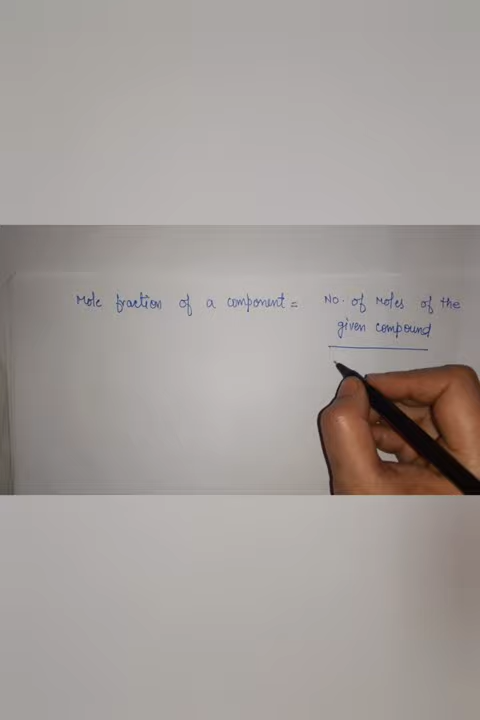 Mole fraction of a component = No. of Moles of the
given compound